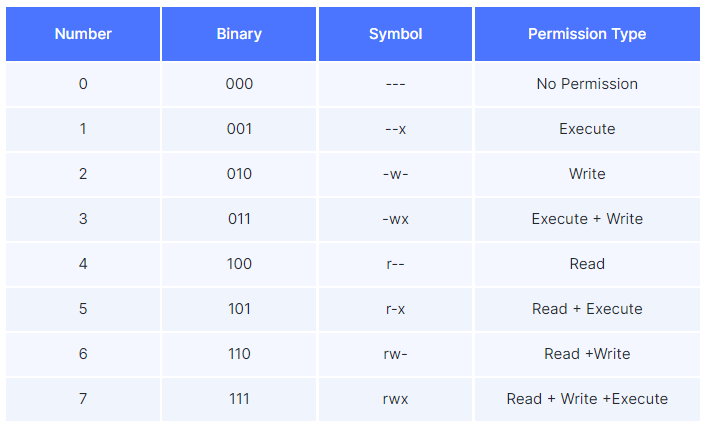 Number Binary Symbol Permission Type
0 000 --- No Permission
1 001 --x Execute
2 010 -w- Write
3 011 -wx Execute + Write
4 100 r-- Read
5 101 r-x Read + Execute
6 110 rw- Read +Write
7 111 rwx Read + Write +Execute